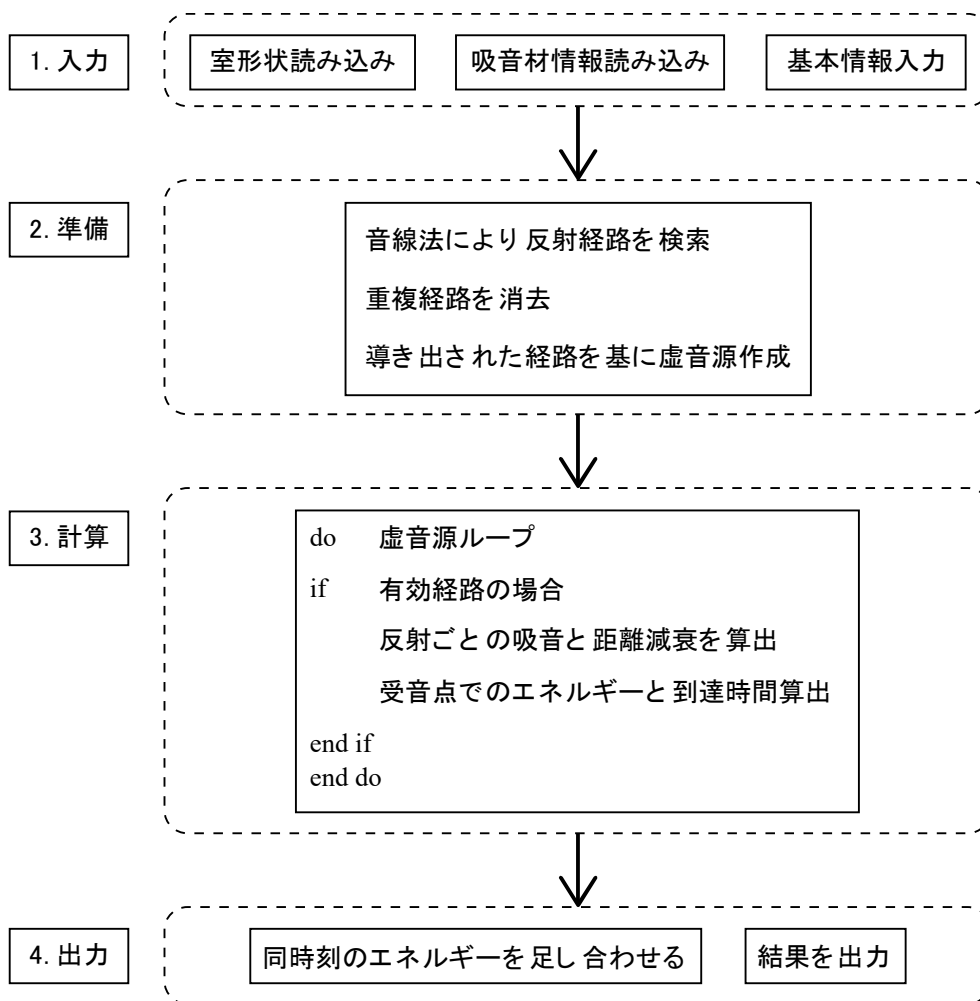 1. 入力
室形状読み込み
吸音材情報読み込み
基本情報入力
2. 準備
音線法により反射経路を検索
重複経路を消去
導き出された経路を基に虚音源作成
3. 計算
do 虚音源ループ
if 有効経路の場合
反射ごとの吸音と距離減衰を算出
受音点でのエネルギーと到達時間算出
end if
end do
4. 出力
同時刻のエネルギーを足し合わせる
結果を出力